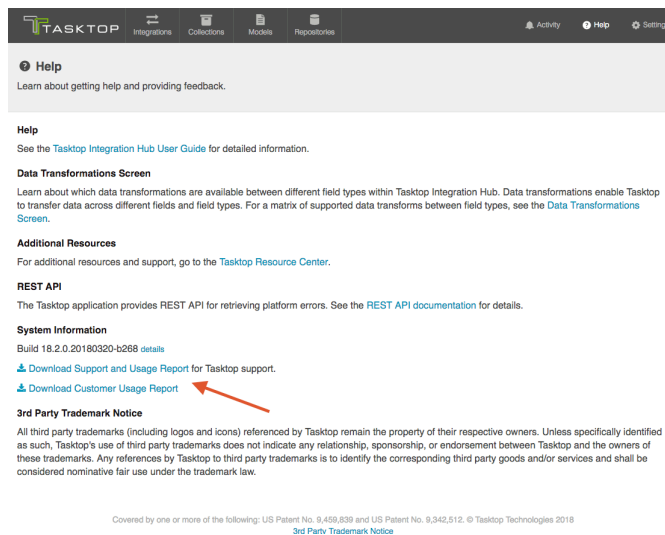 TASKTOP
Integrations
Collections
Models
Repositories
Activity
Help
Setting
Help
Learn about getting help and providing feedback.
Help
See the Tasktop Integration Hub User Guide for detailed information.
Data Transformations Screen
Learn about which data transformations are available between different field types within Tasktop Integration Hub. Data transformations enable Tasktop
to transfer data across different fields and field types. For a matrix of supported data transforms between field types, see the Data Transformations
Screen.
Additional Resources
For additional resources and support, go to the Tasktop Resource Center.
REST API
The Tasktop application provides REST API for retrieving platform errors. See the REST API documentation for details.
System Information
Build 18.2.0.20180320-b268 details
Download Support and Usage Report for Tasktop support.
Download Customer Usage Report
3rd Party Trademark Notice
All third party trademarks (including logos and icons) referenced by Tasktop remain the property of their respective owners. Unless specifically identified
as such, Tasktop's use of third party trademarks does not indicate any relationship, sponsorship, or endorsement between Tasktop and the owners of
these trademarks. Any references by Tasktop to third party trademarks is to identify the corresponding third party goods and/or services and shall be
considered nominative fair use under the trademark law.
Covered by one or more of the following: US Patent No. 9,459,839 and US Patent No. 9,342,512. © Tasktop Technologies 2018
3rd Party Trademark Notice